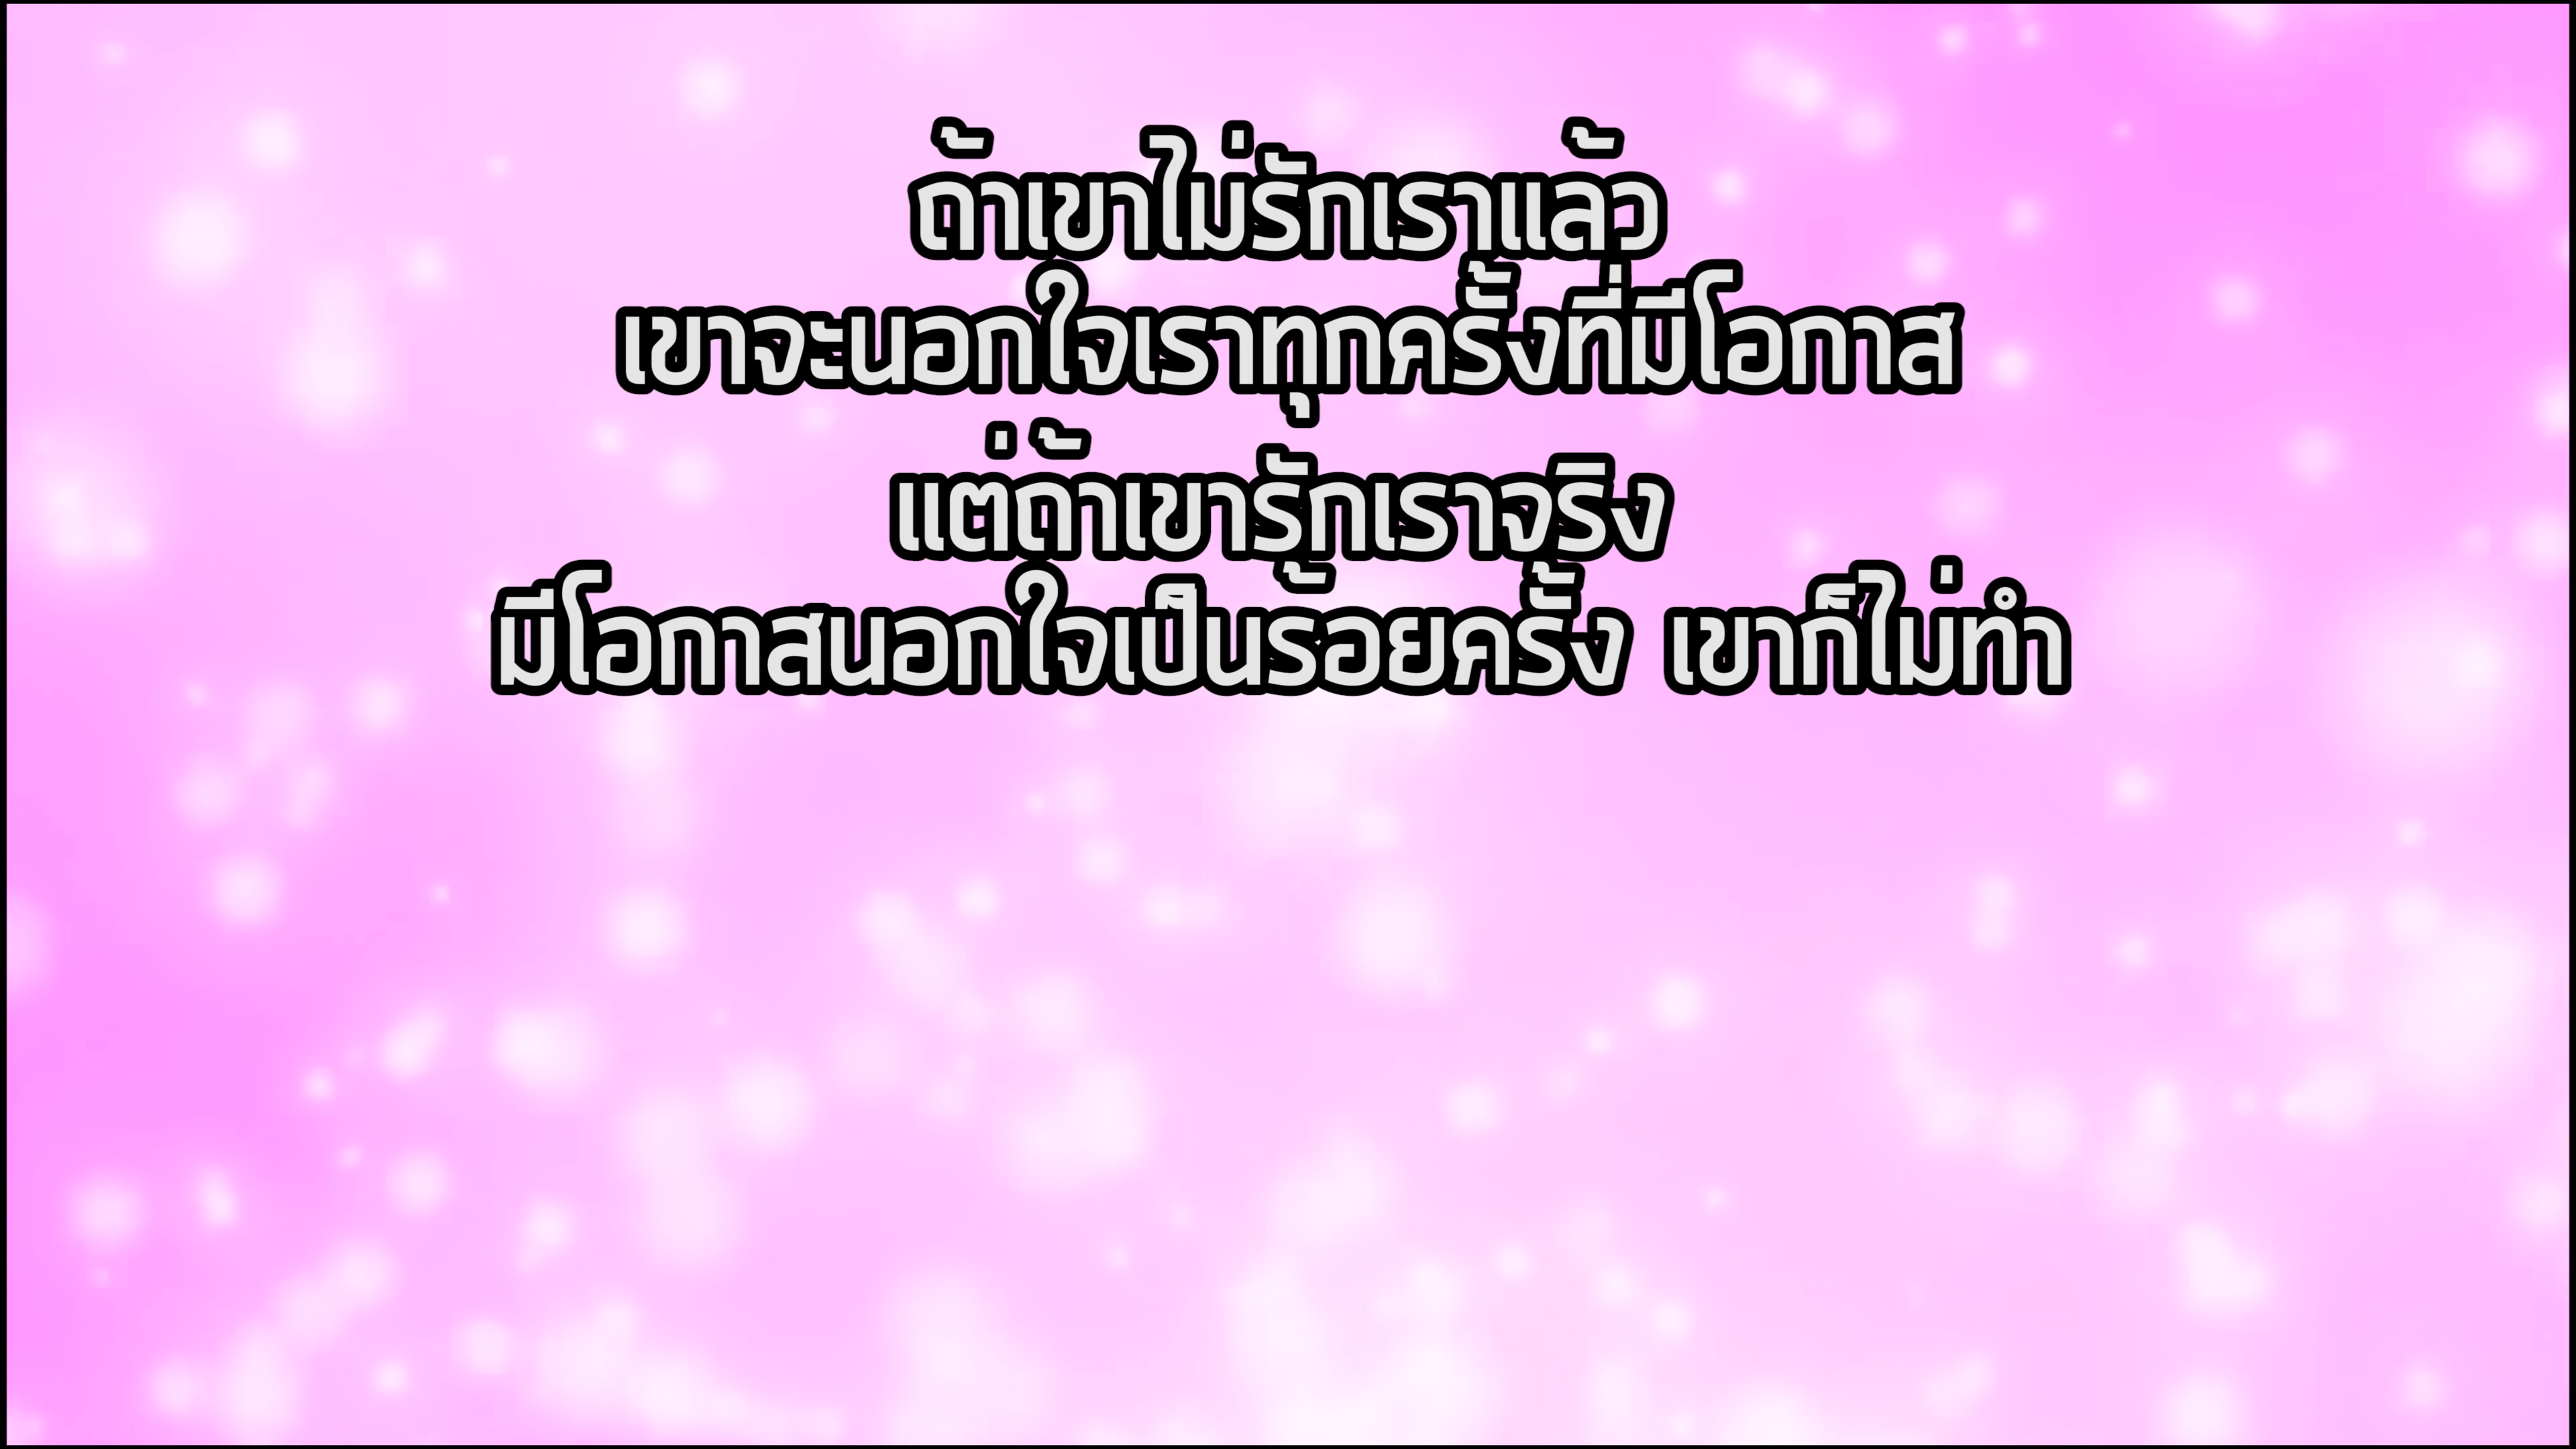 ถ้าเขาไม่รักเราแล้ว
เขาจะนอกใจเราทุกครั้งที่มีโอกาส
แต่ถ้าเขารักเราจริง
มีโอกาสนอกใจเป็นร้อยครั้ง เขาก็ไม่ทำ